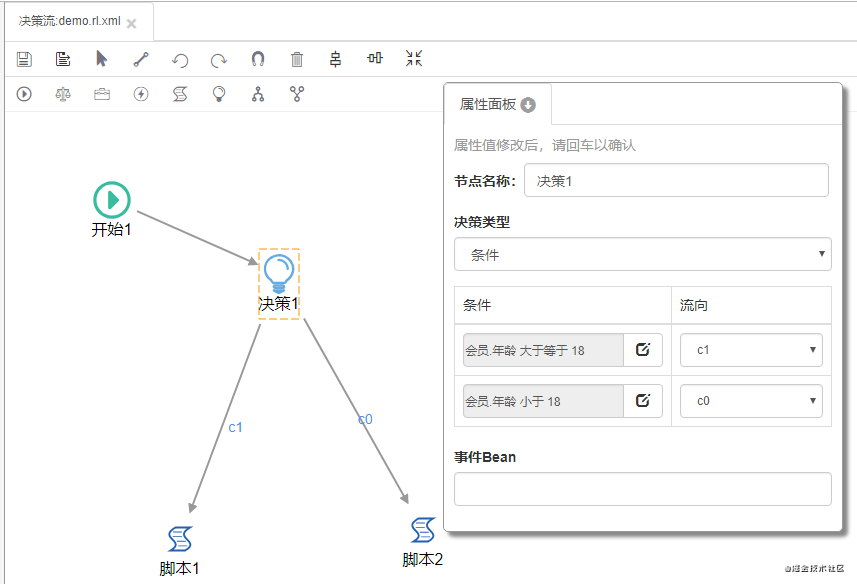 决策流:demo.rl.xml
属性面板
属性值修改后，请回车以确认
节点名称：
决策1
决策类型
条件
条件
流向
会员.年龄 大于等于 18
c1
会员.年龄 小于 18
c0
事件Bean
开始1
决策1
c1
c0
脚本1
脚本2
@掘金技术社区